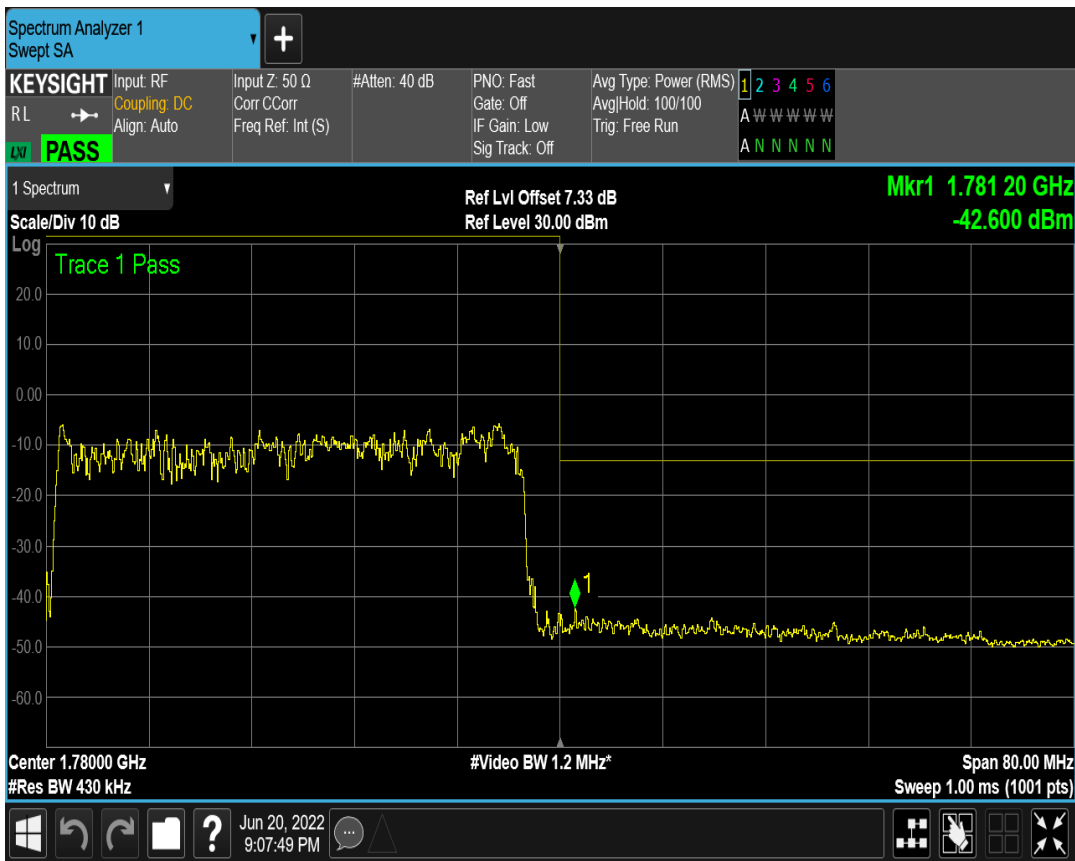 Spectrum Analyzer 1
Swept SA
+
KEYSIGHT
R L
LXI PASS
Input: RF
Coupling: DC
Align: Auto
Input Z: 50 Ω
Corr CCorr
Freq Ref: Int (S)
#Atten: 40 dB
PNO: Fast
Gate: Off
IF Gain: Low
Sig Track: Off
Avg Type: Power (RMS)
Avg|Hold: 100/100
Trig: Free Run
1 2 3 4 5 6
A W W W W W
A N N N N N
1 Spectrum
Scale/Div 10 dB
Ref Lvl Offset 7.33 dB
Ref Level 30.00 dBm
Mkr1 1.781 20 GHz
-42.600 dBm
Log
Trace 1 Pass
20.0
10.0
0.00
-10.0
-20.0
-30.0
-40.0
-50.0
-60.0
1
Center 1.78000 GHz
#Res BW 430 kHz
#Video BW 1.2 MHz*
Span 80.00 MHz
Sweep 1.00 ms (1001 pts)
?
Jun 20, 2022
9:07:49 PM